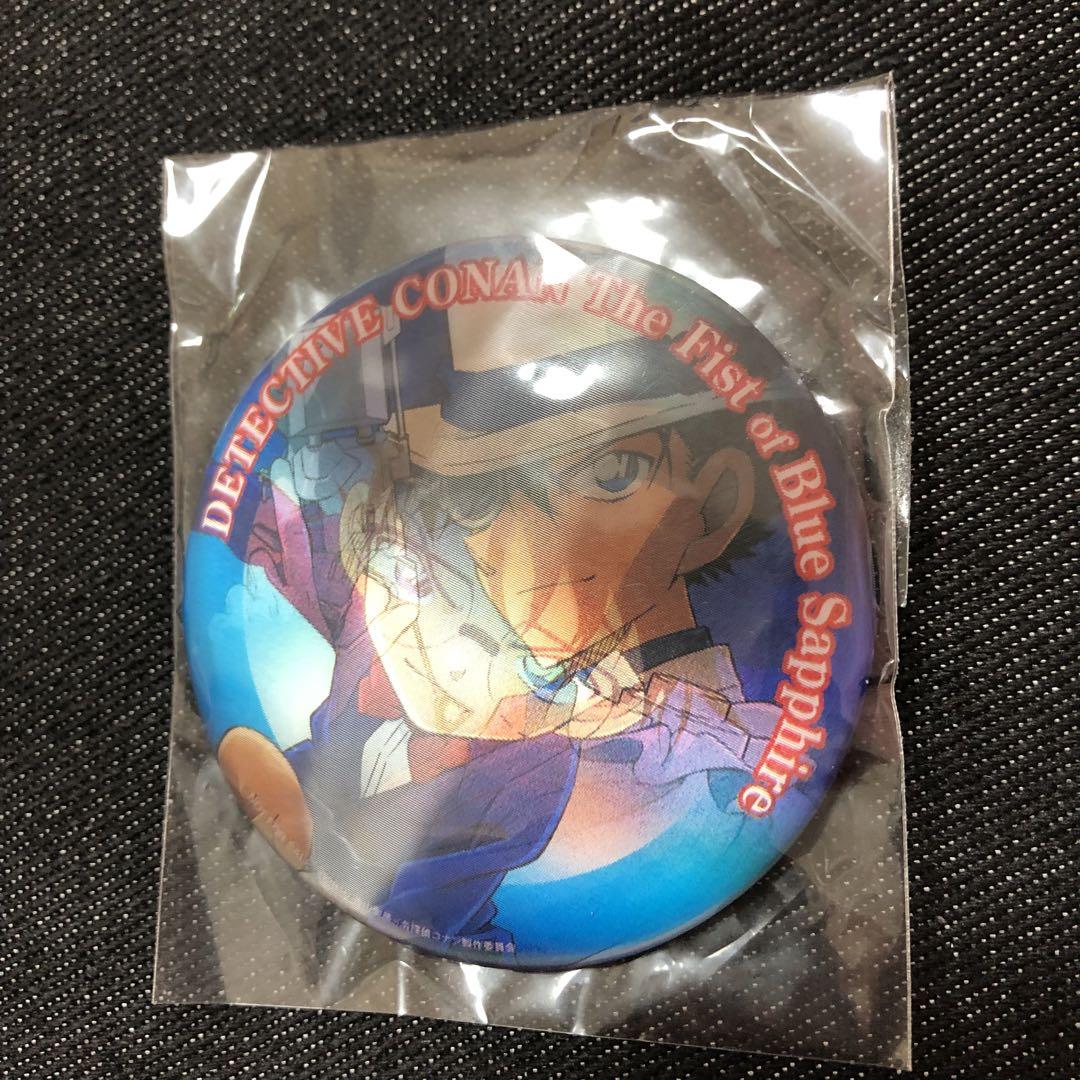 DETECTIVE CONAN The Fist of Blue Sapphire